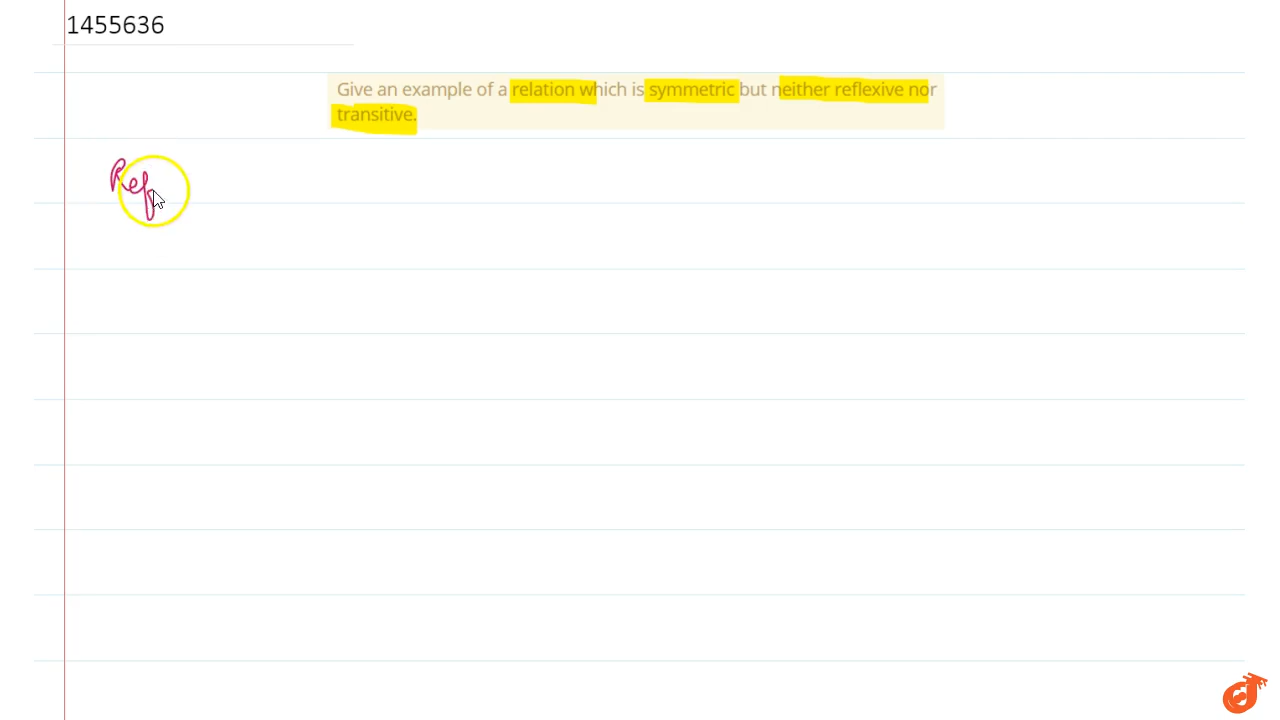 1455636
Give an example of a relation which is symmetric but neither reflexive nor
transitive.
Ref